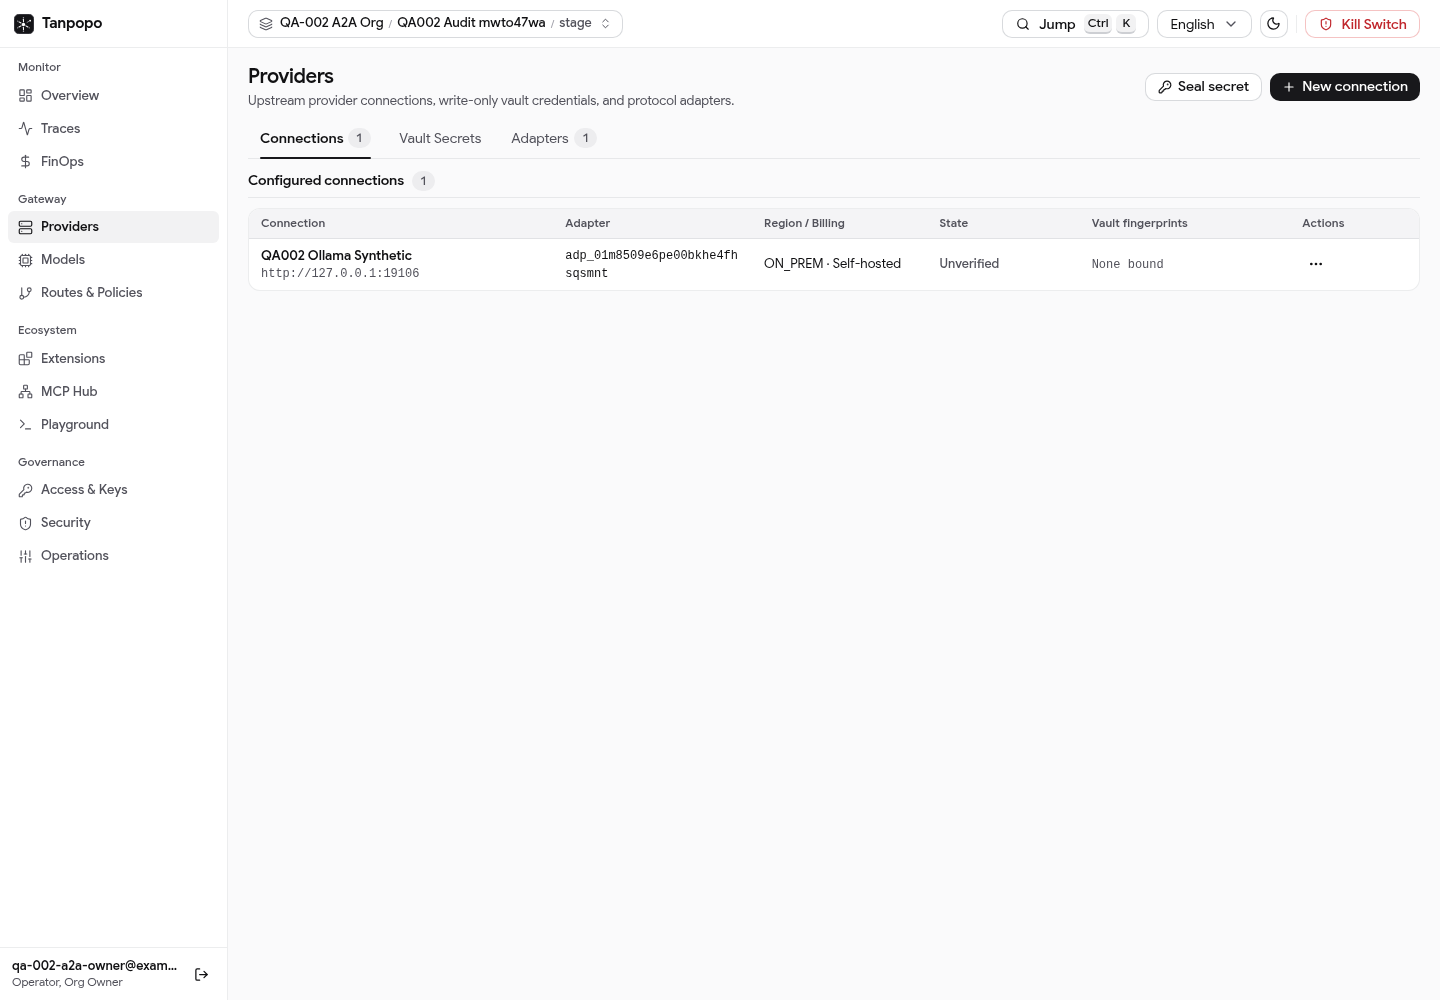 Tanpopo
QA-002 A2A Org / QA002 Audit mwto47wa / stage
Jump Ctrl K
English
Kill Switch
Monitor
Overview
Traces
FinOps
Gateway
Providers
Models
Routes & Policies
Ecosystem
Extensions
MCP Hub
Playground
Governance
Access & Keys
Security
Operations
qa-002-a2a-owner@exam...
Operator, Org Owner
Providers
Upstream provider connections, write-only vault credentials, and protocol adapters.
Seal secret
New connection
Connections 1
Vault Secrets
Adapters 1
Configured connections 1
Connection Adapter Region / Billing State Vault fingerprints Actions
QA002 Ollama Synthetic
http://127.0.0.1:19106
adp_01m8509e6pe00bkhe4fh
sqsmnt
ON_PREM · Self-hosted
Unverified
None bound